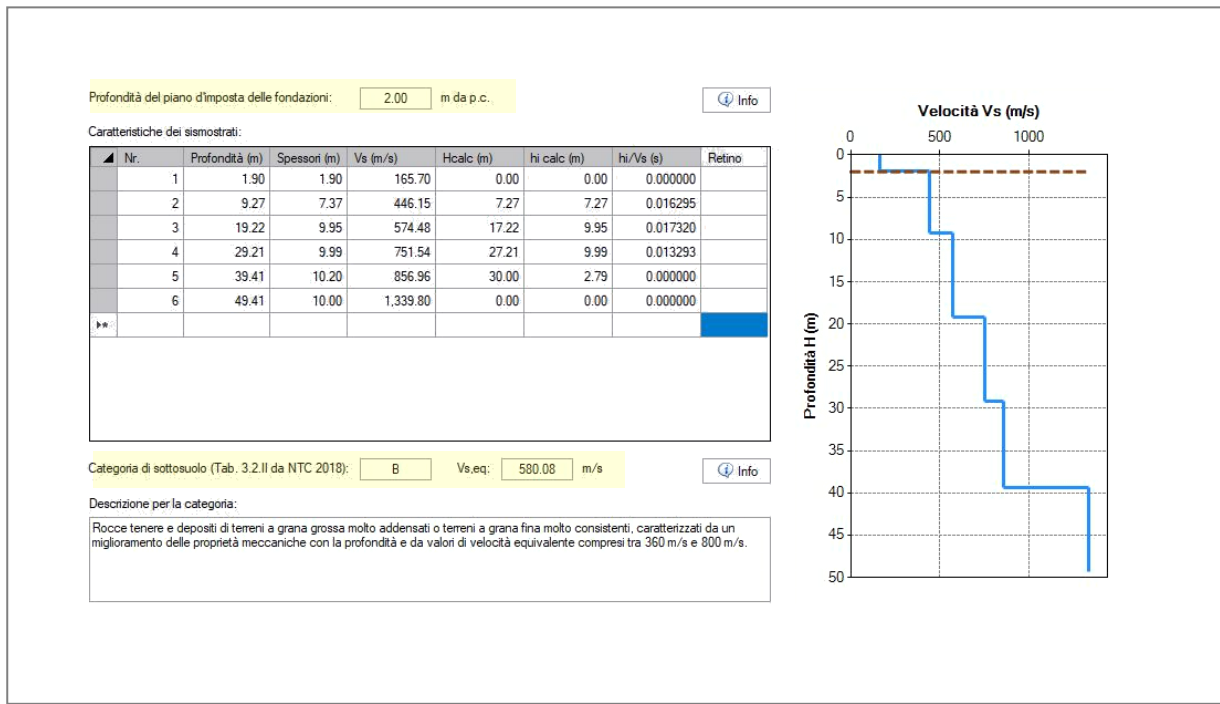 Profondità del piano d'imposta delle fondazioni: 2.00 m da p.c. Info
Caratteristiche dei sismostrati:
Nr. Profondità (m) Spessori (m) Vs (m/s) Hcalc (m) hi calc (m) hi/Vs (s) Retino
1 1.90 1.90 165.70 0.00 0.00 0.000000
2 9.27 7.37 446.15 7.27 7.27 0.016295
3 19.22 9.95 574.48 17.22 9.95 0.017320
4 29.21 9.99 751.54 27.21 9.99 0.013293
5 39.41 10.20 856.96 30.00 2.79 0.000000
6 49.41 10.00 1,339.80 0.00 0.00 0.000000
Categoria di sottosuolo (Tab. 3.2.II da NTC 2018): B Vs,eq: 580.08 m/s Info
Descrizione per la categoria:
Rocce tenere e depositi di terreni a grana grossa molto addensati o terreni a grana fina molto consistenti, caratterizzati da un
miglioramento delle proprietà meccaniche con la profondità e da valori di velocità equivalente compresi tra 360 m/s e 800 m/s.
Velocità Vs (m/s)
0 500 1000
0
5
10
15
20
25
30
35
40
45
50
Profondità H (m)